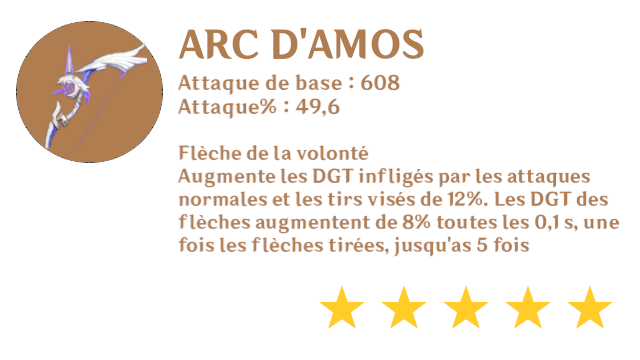 ARC D'AMOS
Attaque de base : 608
Attaque% : 49,6
Flèche de la volonté
Augmente les DGT infligés par les attaques
normales et les tirs visés de 12%. Les DGT des
flèches augmentent de 8% toutes les 0,1 s, une
fois les flèches tirées, jusqu'as 5 fois